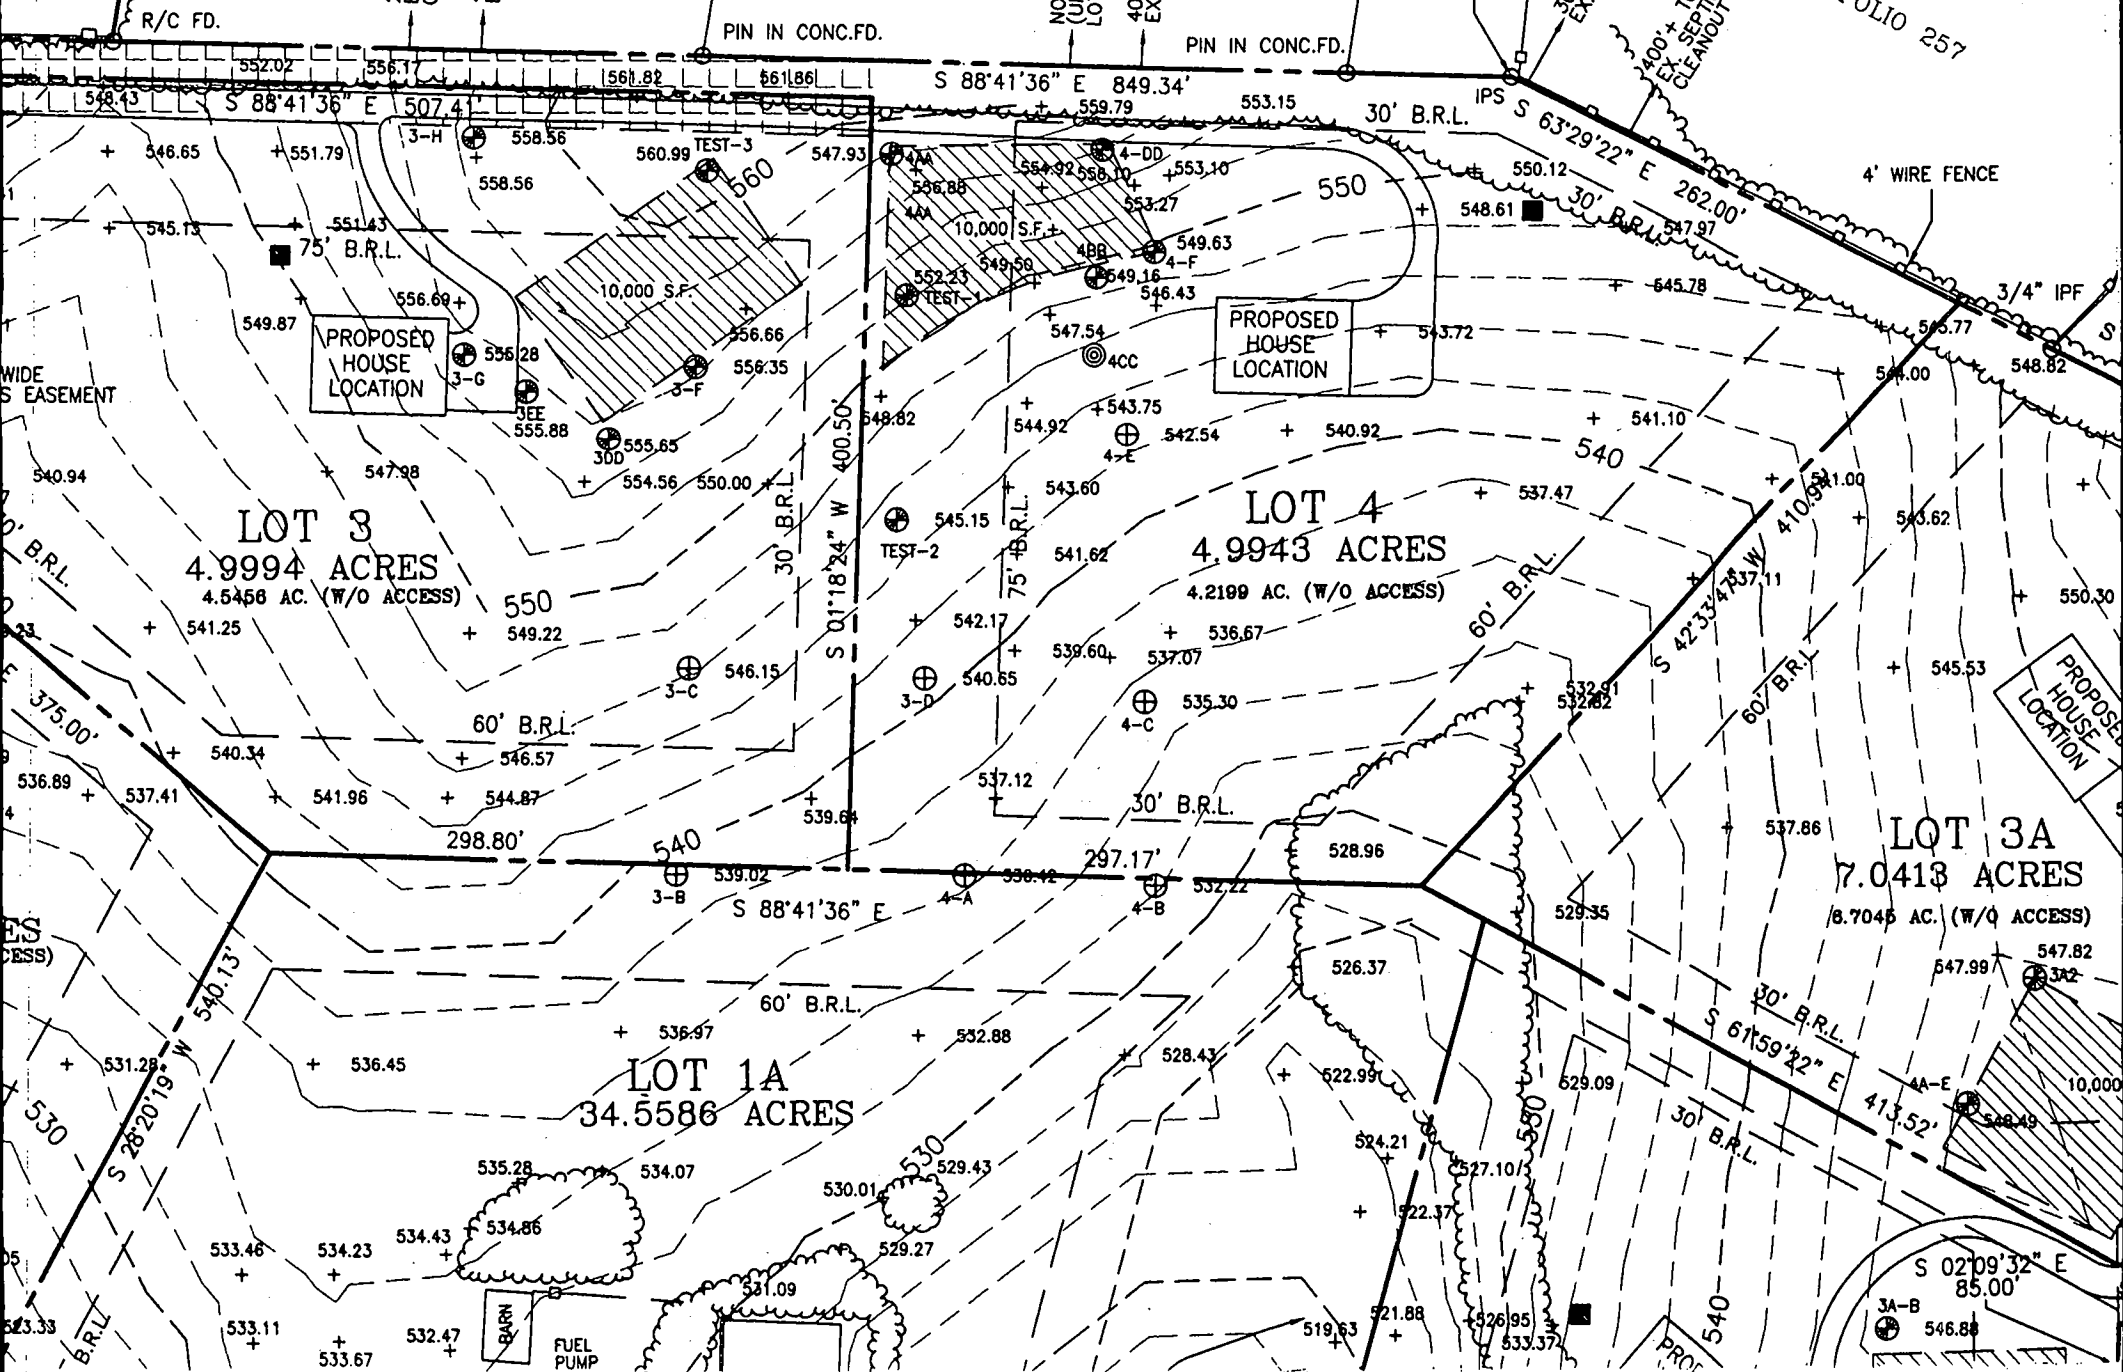 R/C FD.
PIN IN CONC.FD.
PIN IN CONC.FD.
FOLIO 257
552.02
556.17
561.82
561.86
S 88°41'36" E 849.34'
559.79
553.15
IPS
30' B.R.L.
S 63°29'22" E 262.00'
400'±
EX. SEPTIC
CLEANOUT
548.43
S 88°41'36" E 507.41'
3-H
558.56
TEST-3
560.99
547.93
4AA
4-DD
546.65
551.79
558.56
560
556.88
554.92
558.10
553.10
550
550.12
4' WIRE FENCE
548.61
30' B.R.L.
547.97
545.13
551.43
75' B.R.L.
4AA
553.27
10,000 S.F.±
549.63
4BB
4-F
549.50
549.16
552.23
TEST-1
546.43
545.78
3/4" IPF
10,000 S.F.
556.69
549.87
PROPOSED
HOUSE
LOCATION
PROPOSED
HOUSE
LOCATION
556.66
547.54
543.72
545.77
555.28
3-G
3-F
556.35
4CC
544.00
548.82
WIDE
S EASEMENT
3EE
555.88
548.82
543.75
544.92
542.54
4-E
540.92
541.10
540
555.65
3DD
540.94
547.98
554.56
550.00
543.60
537.47
541.00
30' B.R.L.
S 01°18'24" W 400.50'
75' B.R.L.
LOT 3
4.9994 ACRES
4.5456 AC. (W/O ACCESS)
545.15
TEST-2
541.62
LOT 4
4.9943 ACRES
4.2199 AC. (W/O ACCESS)
543.62
537.11
S 42°33'47" W 410.94'
60' B.R.L.
60' B.R.L.
550.30
550
541.25
549.22
542.17
536.67
539.60
537.07
545.53
3-C
546.15
3-D
540.65
4-C
535.30
532.91
532.82
PROPOSED
HOUSE
LOCATION
375.00'
60' B.R.L.
540.34
546.57
536.89
537.41
541.96
544.87
539.64
537.12
30' B.R.L.
298.80'
540
297.17'
528.96
537.86
LOT 3A
7.0413 ACRES
6.7045 AC. (W/O ACCESS)
3-B
539.02
4-A
538.42
4-B
532.22
S 88°41'36" E
529.35
CESS)
526.37
547.82
547.99
3A2
S 28°20'19" W 540.13'
60' B.R.L.
30' B.R.L.
S 61°59'22" E 413.52'
30' B.R.L.
536.97
532.88
528.43
531.28
536.45
LOT 1A
34.5586 ACRES
522.99
529.09
4A-E
10,000
548.49
530
530
530
524.21
527.10
535.28
534.07
529.43
530.01
534.43
534.86
522.37
533.46
534.23
529.27
S 02°09'32" E
85.00'
531.09
BARN
FUEL
PUMP
523.33
B.R.L.
533.11
533.67
532.47
519.63
521.88
526.95
533.37
540
3A-B
546.88